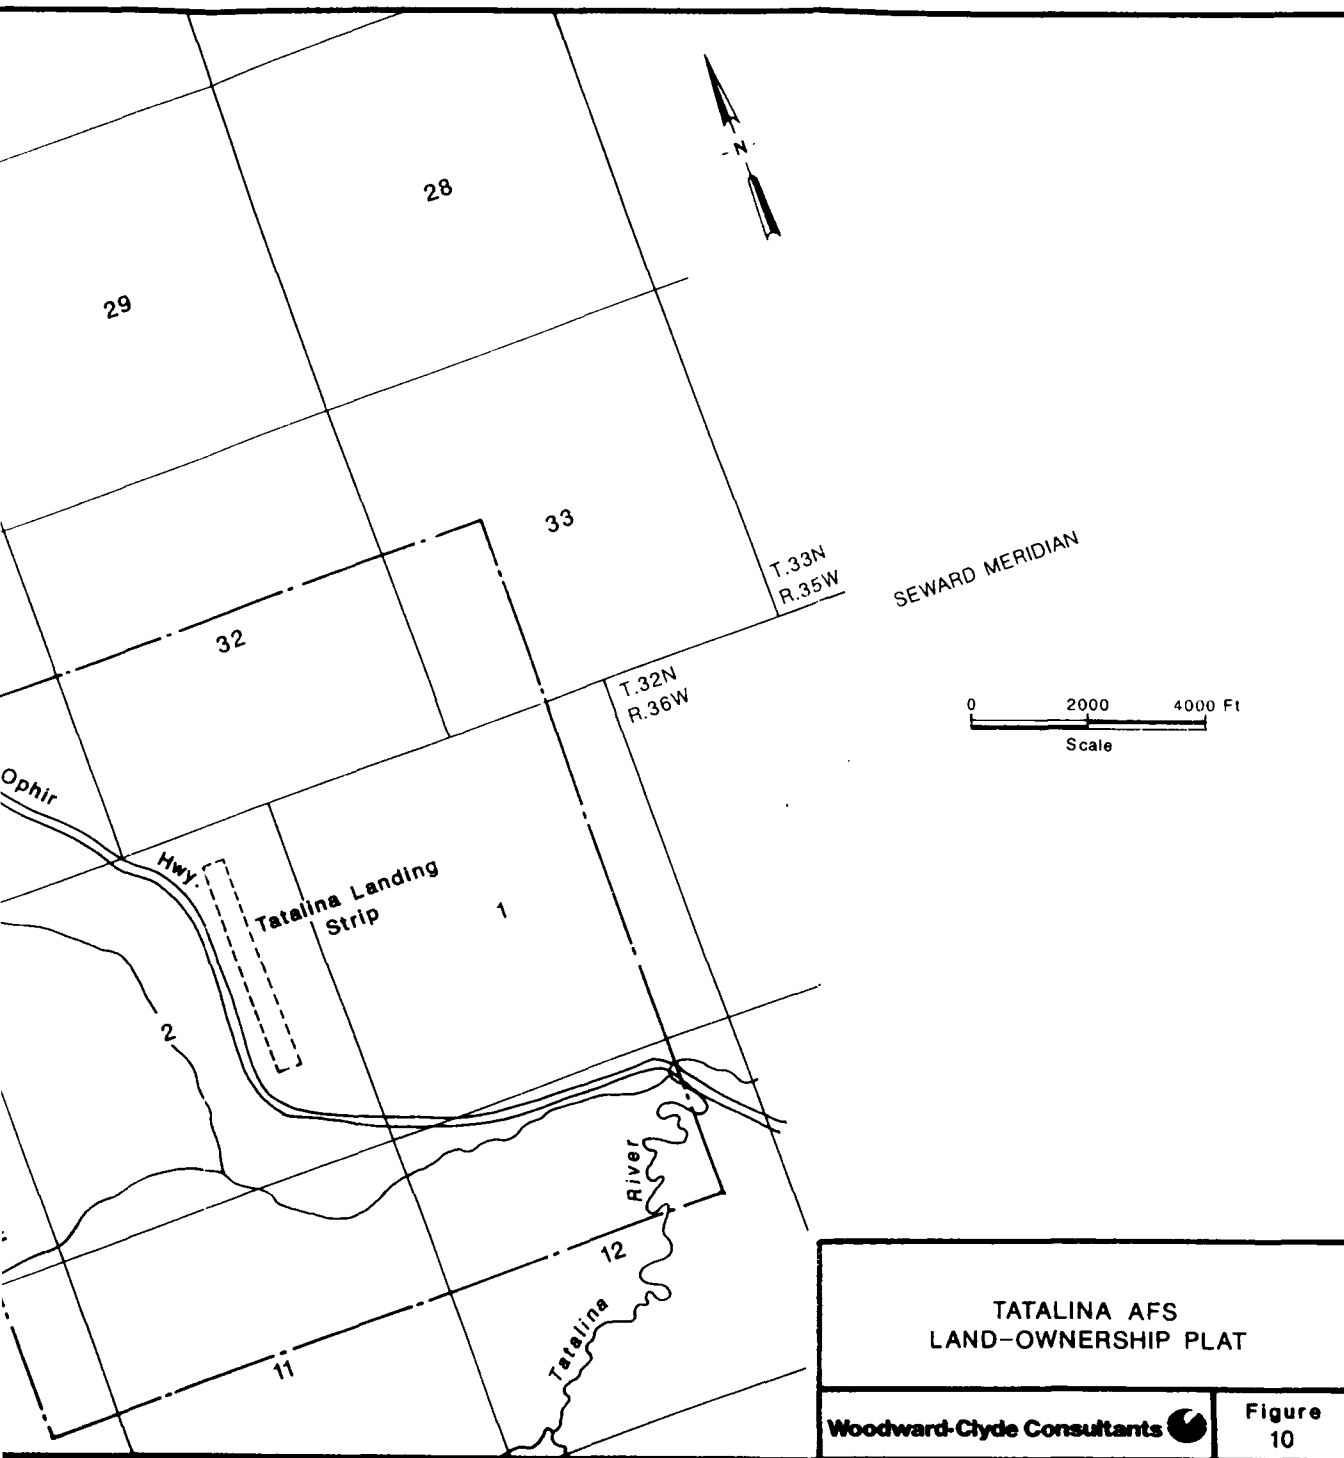 28
N
29
33
T.33N
R.35W
SEWARD MERIDIAN
32
T.32N
R.36W
0 2000 4000 Ft
Scale
Ophir
Hwy.
Tatalina Landing
Strip
1
2
River
12
Tatalina
11
TATALINA AFS
LAND-OWNERSHIP PLAT
Woodward-Clyde Consultants
Figure
10